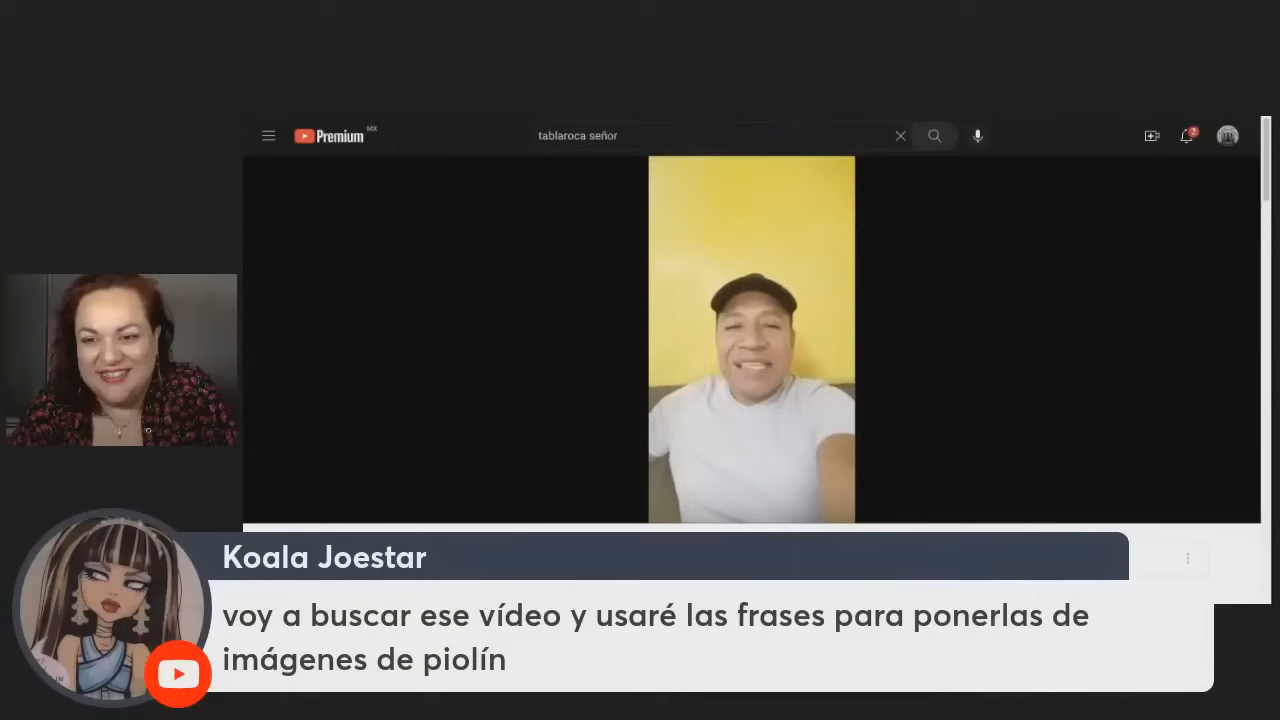 Premium MX
tablaroca señor
2
Koala Joestar
voy a buscar ese vídeo y usaré las frases para ponerlas de
imágenes de piolín